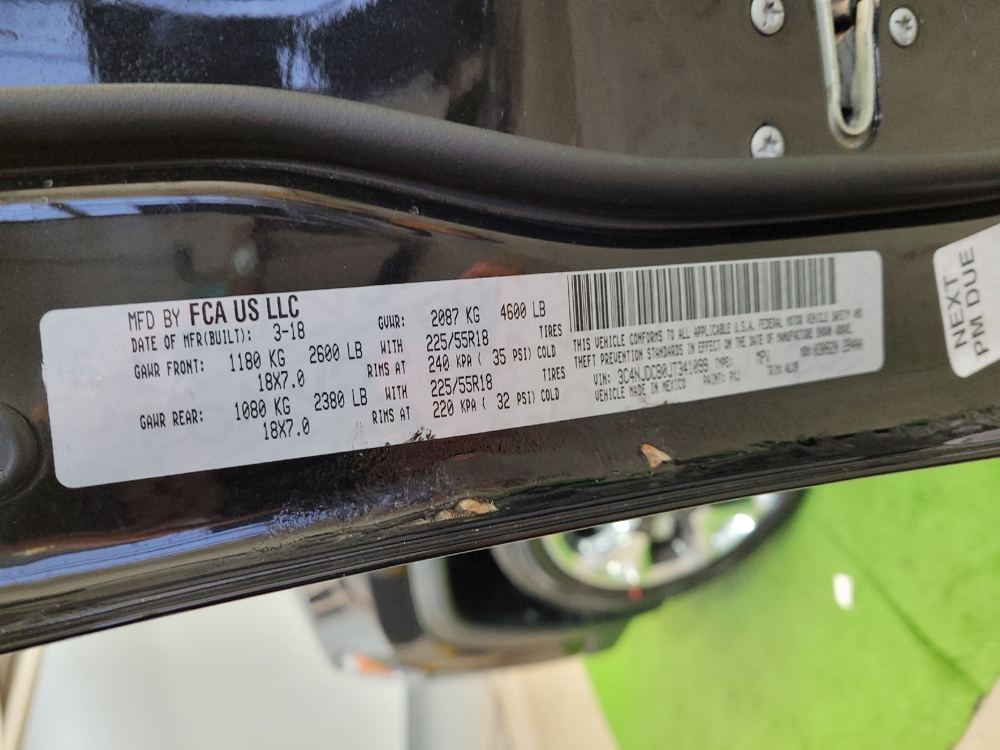 MFD BY FCA US LLC
DATE OF MFR(BUILT): 3-18
GVWR: 2087 KG 4600 LB
GAWR FRONT: 1180 KG 2600 LB WITH 225/55R18 TIRES
18X7.0 RIMS AT 240 KPA ( 35 PSI) COLD
GAWR REAR: 1080 KG 2380 LB WITH 225/55R18 TIRES
18X7.0 RIMS AT 220 KPA ( 32 PSI) COLD
THIS VEHICLE CONFORMS TO ALL APPLICABLE U.S.A. FEDERAL MOTOR VEHICLE SAFETY AND
THEFT PREVENTION STANDARDS IN EFFECT ON THE DATE OF MANUFACTURE SHOWN ABOVE.
VIN: 3C4NJDCB0JT341099 TYPE: MPV
VEHICLE MADE IN MEXICO PAINT: PXJ TRIM:
NEXT
PM DUE